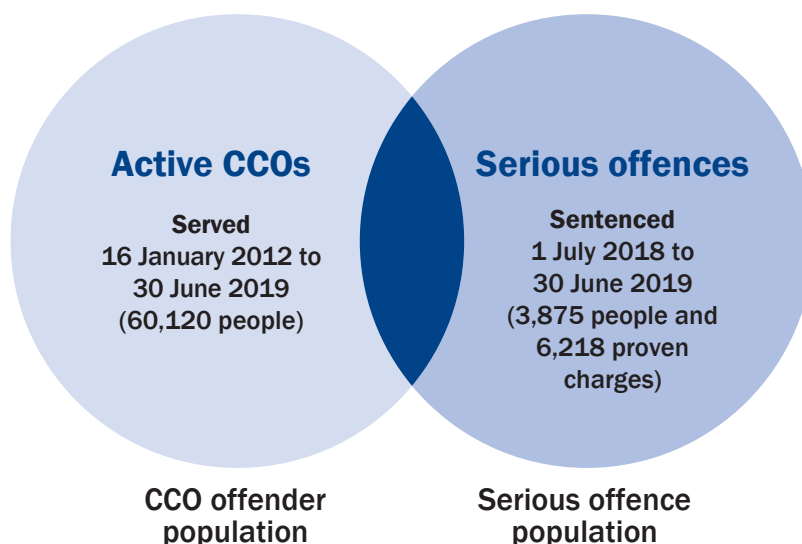 Active CCOs
Served
16 January 2012 to
30 June 2019
(60,120 people)
Serious offences
Sentenced
1 July 2018 to
30 June 2019
(3,875 people and
6,218 proven
charges)
CCO offender
population
Serious offence
population